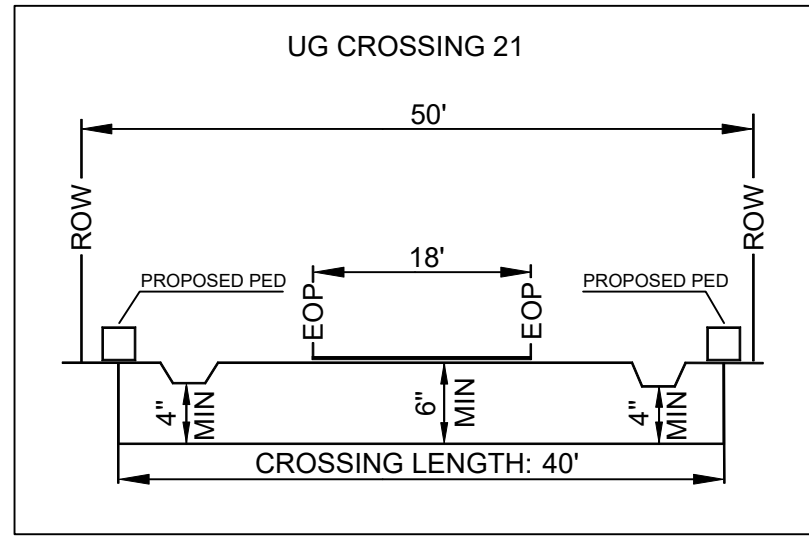 UG CROSSING 21
50'
ROW
ROW
18'
PROPOSED PED
PROPOSED PED
EOP
EOP
4" MIN
6" MIN
4" MIN
CROSSING LENGTH: 40'